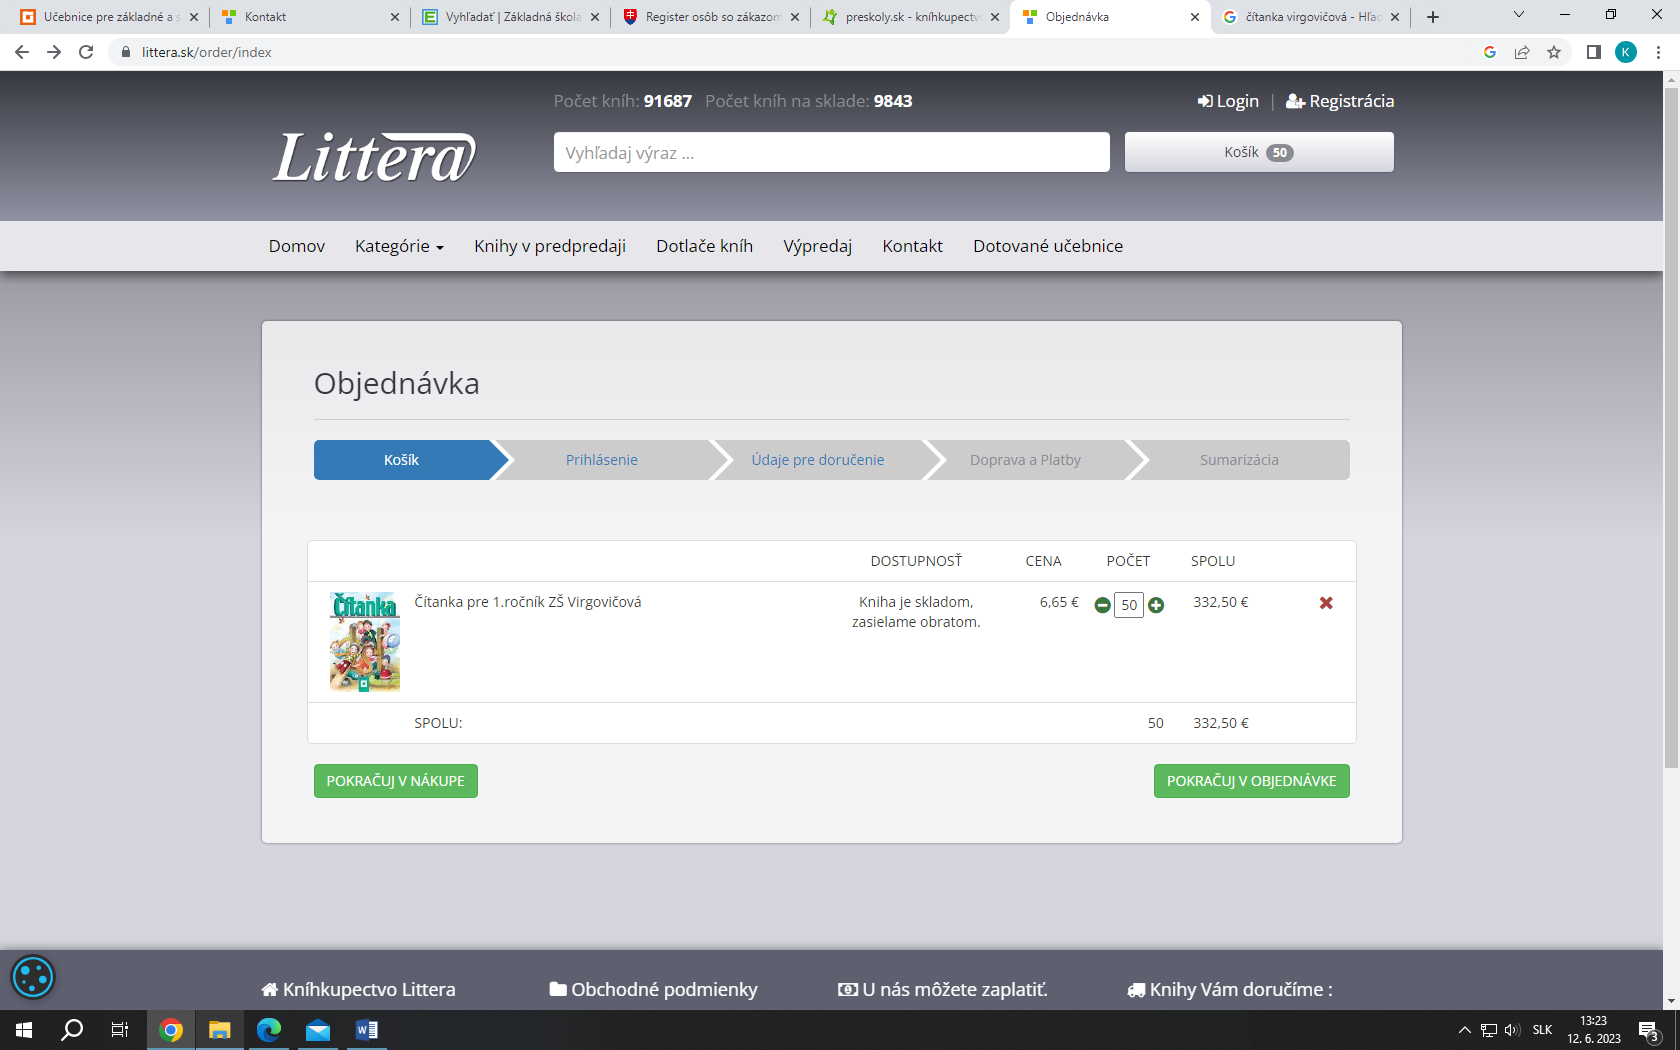 Učebnice pre základné a s
Kontakt
Vyhľadať | Základná škola
Register osôb so zákazom
preskoly.sk - kníhkupectvo
Objednávka
čítanka virgovičová - Hľad
littera.sk/order/index
K
Počet kníh: 91687 Počet kníh na sklade: 9843
Login | Registrácia
Littera
Vyhľadaj výraz ...
Košík 50
Domov Kategórie Knihy v predpredaji Dotlače kníh Výpredaj Kontakt Dotované učebnice
Objednávka
Košík Prihlásenie Údaje pre doručenie Doprava a Platby Sumarizácia
DOSTUPNOSŤ CENA POČET SPOLU
Čítanka
Čítanka pre 1.ročník ZŠ Virgovičová
Kniha je skladom,
zasielame obratom.
6,65 € 50 332,50 €
SPOLU: 50 332,50 €
POKRAČUJ V NÁKUPE POKRAČUJ V OBJEDNÁVKE
Kníhkupectvo Littera Obchodné podmienky U nás môžete zaplatiť. Knihy Vám doručíme :
SLK
13:23
12. 6. 2023
3